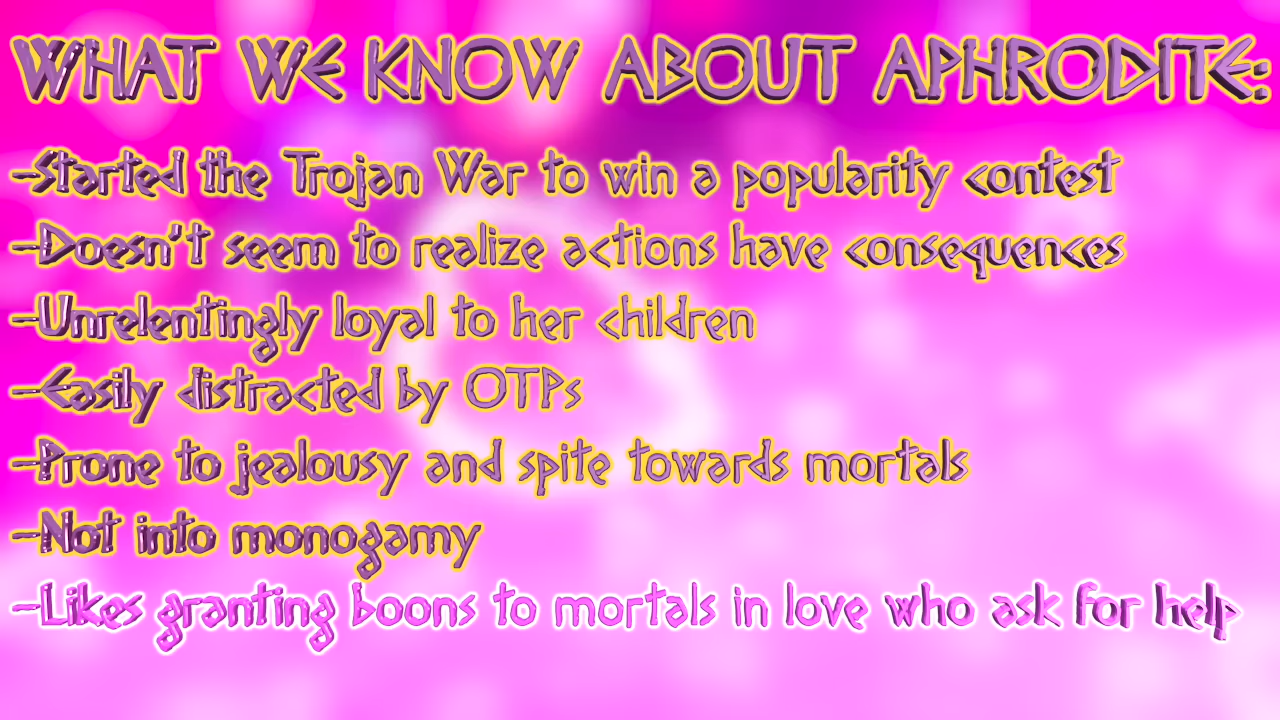 WHAT WE KNOW ABOUT APHRODITE:
-Started the Trojan War to win a popularity contest
-Doesn't seem to realize actions have consequences
-Unrelentingly loyal to her children
-Easily distracted by OTPs
-Prone to jealousy and spite towards mortals
-Not into monogamy
-Likes granting boons to mortals in love who ask for help